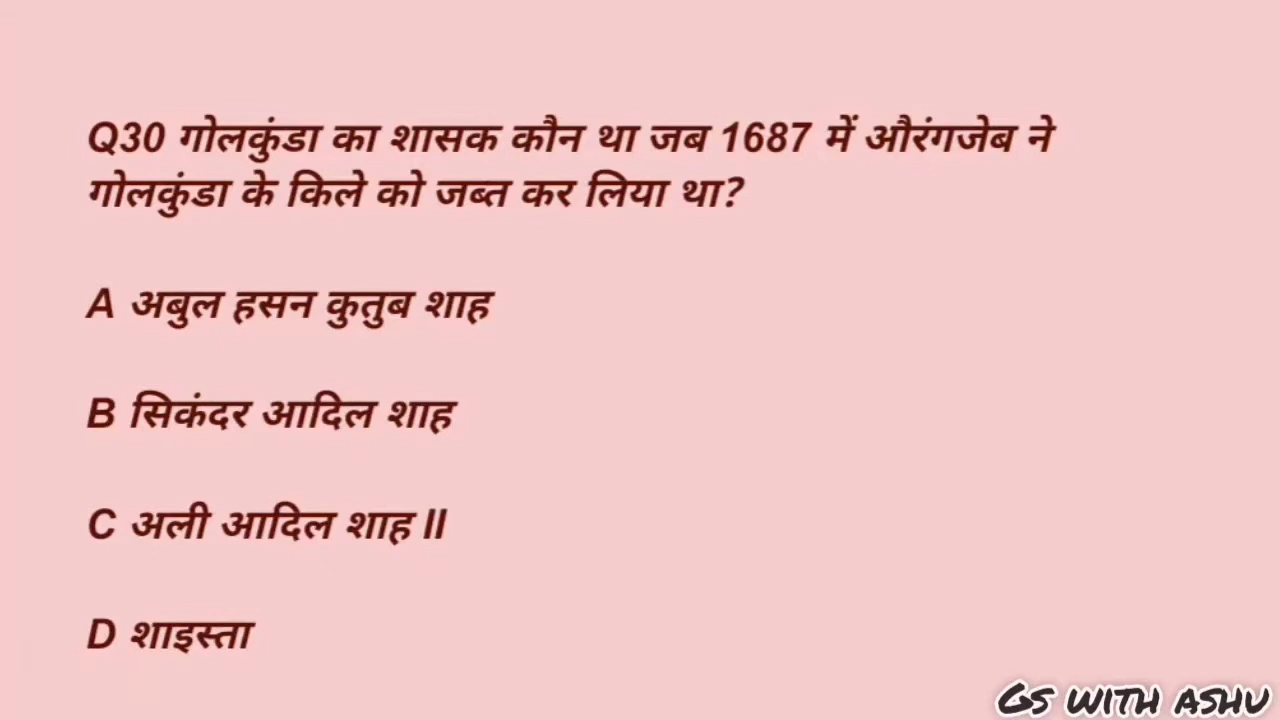 Q30 गोलकुंडा का शासक कौन था जब 1687 में औरंगजेब ने
गोलकुंडा के किले को जब्त कर लिया था?
A अबुल हसन कुतुब शाह
B सिकंदर आदिल शाह
C अली आदिल शाह II
D शाइस्ता
GS WITH ASHU